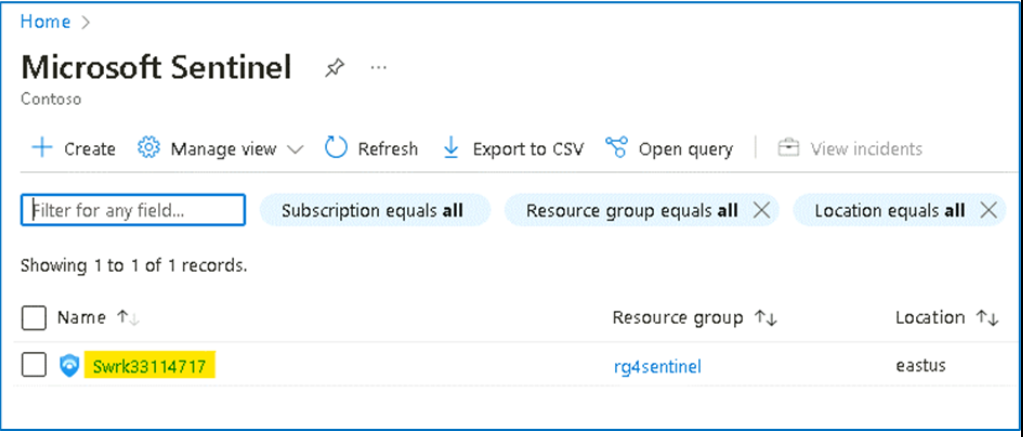 Home >
Microsoft Sentinel ...
Contoso
Create Manage view Refresh Export to CSV Open query View incidents
Filter for any field... Subscription equals all Resource group equals all Location equals all
Showing 1 to 1 of 1 records.
Name Resource group Location
Swrk33114717 rg4sentinel eastus